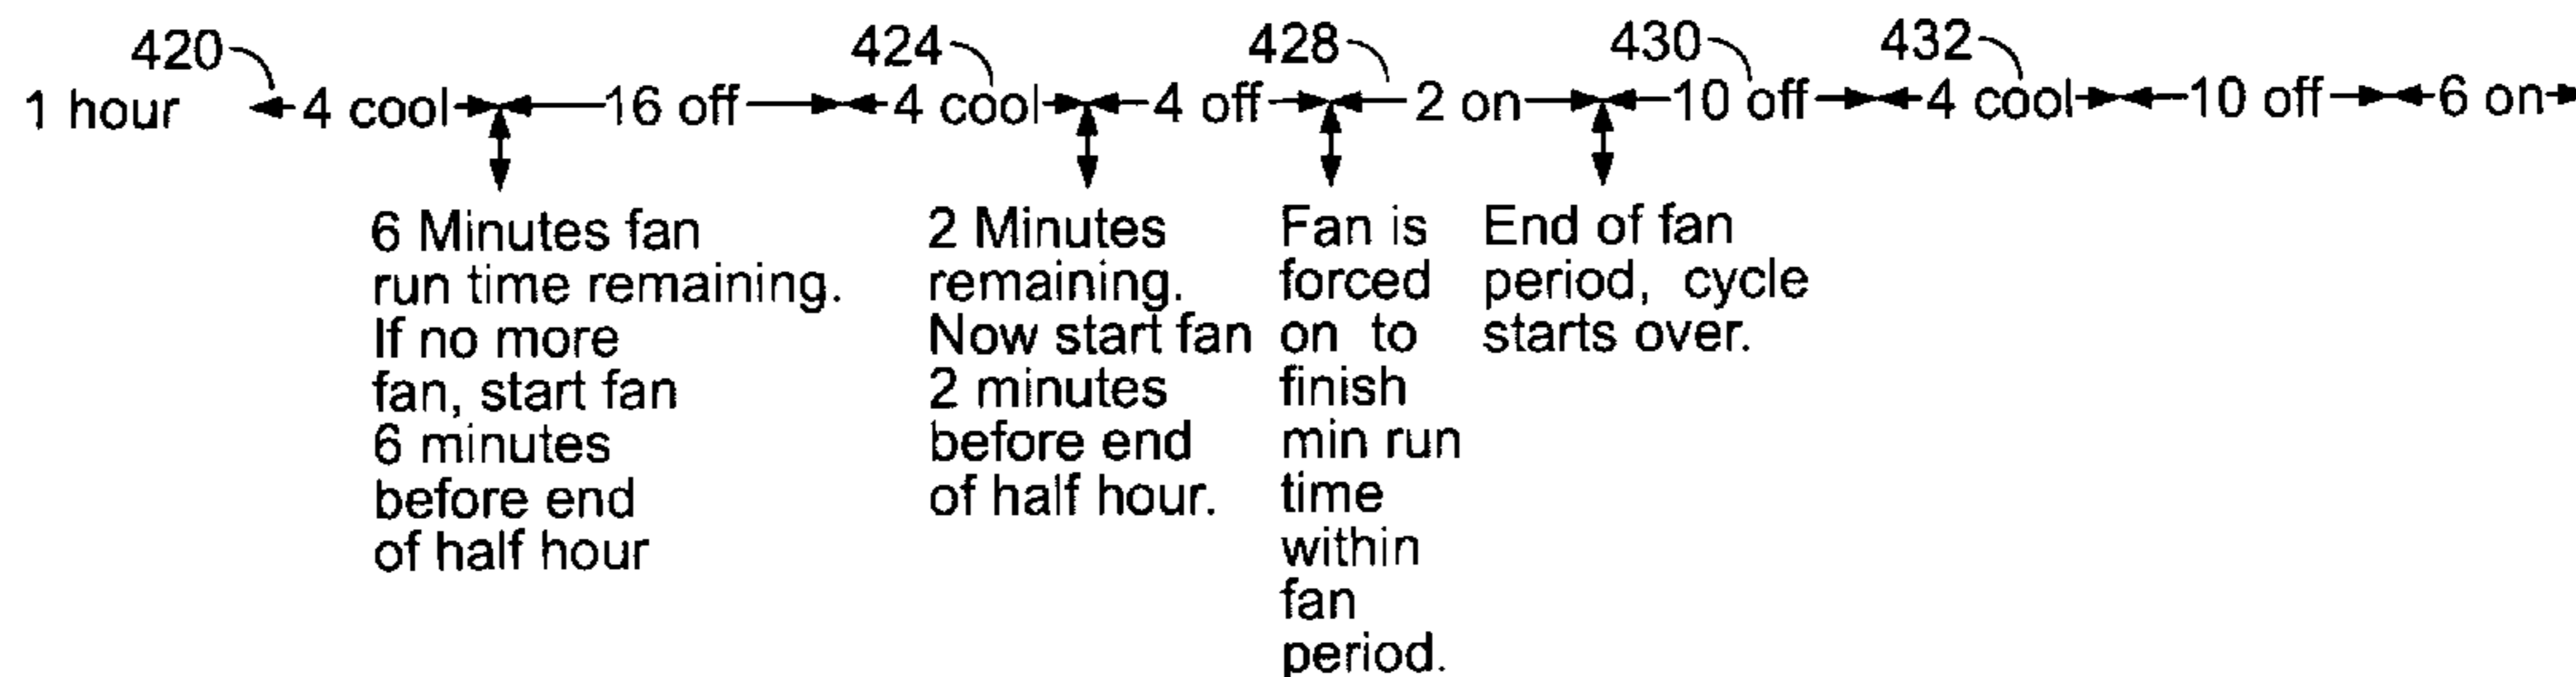 420 424 428 430 432
1 hour 4 cool 16 off 4 cool 4 off 2 on 10 off 4 cool 10 off 6 on
6 Minutes fan
run time remaining.
If no more
fan, start fan
6 minutes
before end
of half hour
2 Minutes
remaining.
Now start fan
2 minutes
before end
of half hour.
Fan is
forced
on to
finish
min run
time
within
fan
period.
End of fan
period, cycle
starts over.